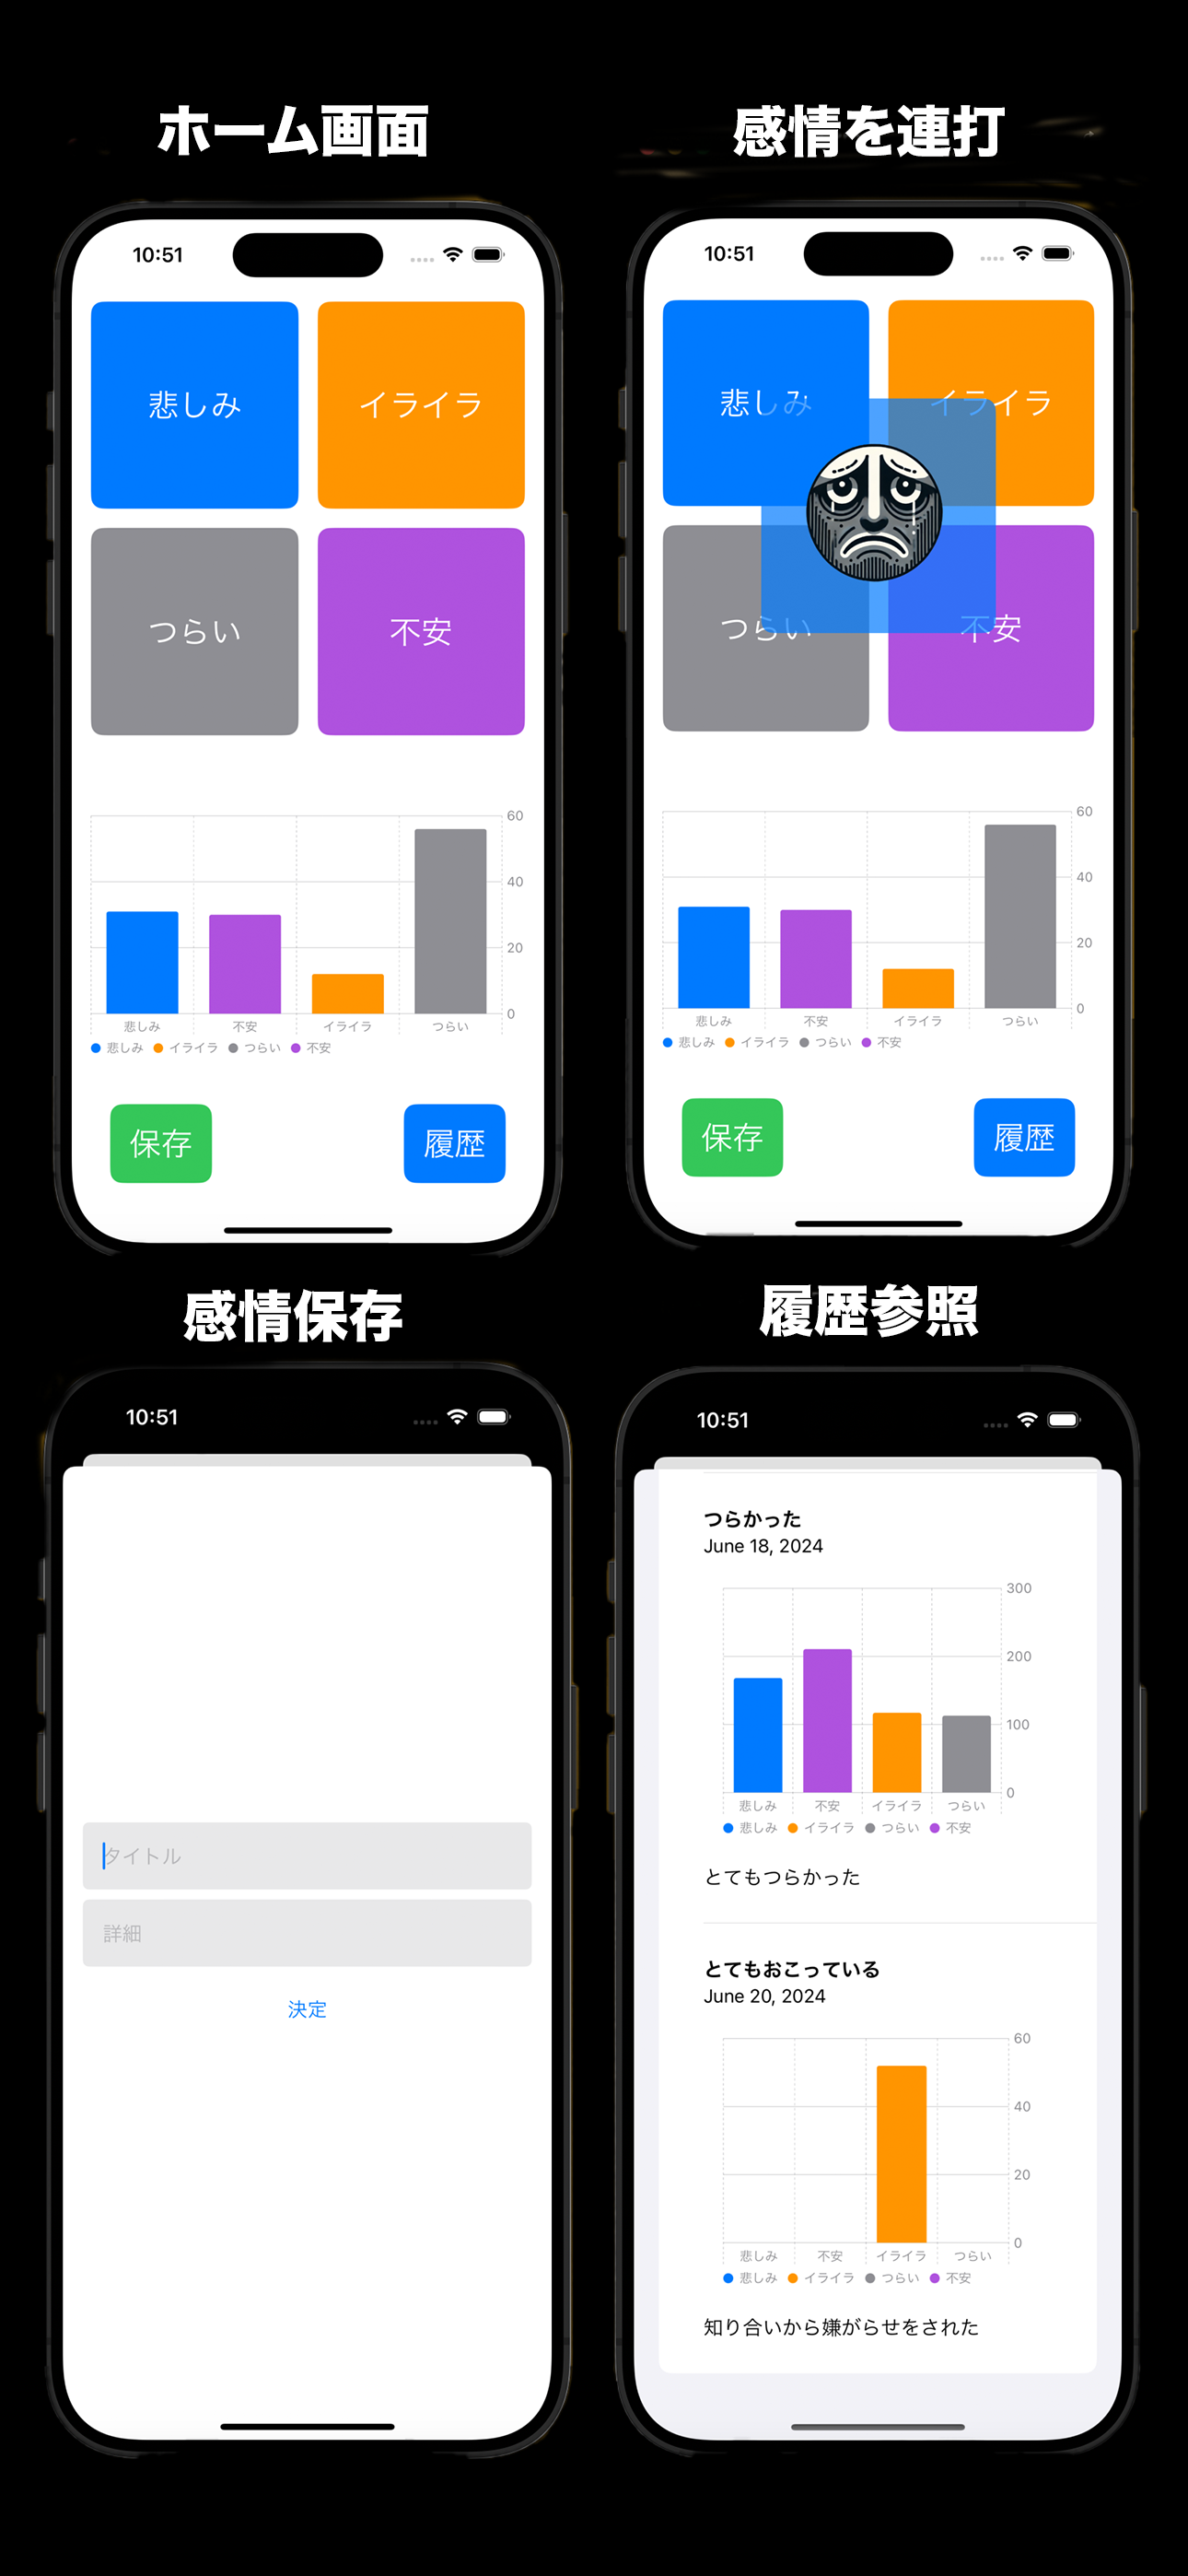 ホーム画面
10:51
悲しみ
イライラ
つらい
不安
60
40
20
0
悲しみ 不安 イライラ つらい
悲しみ イライラ つらい 不安
保存
履歴
感情を連打
10:51
悲しみ
イライラ
つらい
不安
60
40
20
0
悲しみ 不安 イライラ つらい
悲しみ イライラ つらい 不安
保存
履歴
感情保存
10:51
タイトル
詳細
決定
履歴参照
10:51
つらかった
June 18, 2024
300
200
100
0
悲しみ 不安 イライラ つらい
悲しみ イライラ つらい 不安
とてもつらかった
とてもおこっている
June 20, 2024
60
40
20
0
悲しみ 不安 イライラ つらい
悲しみ イライラ つらい 不安
知り合いから嫌がらせをされた